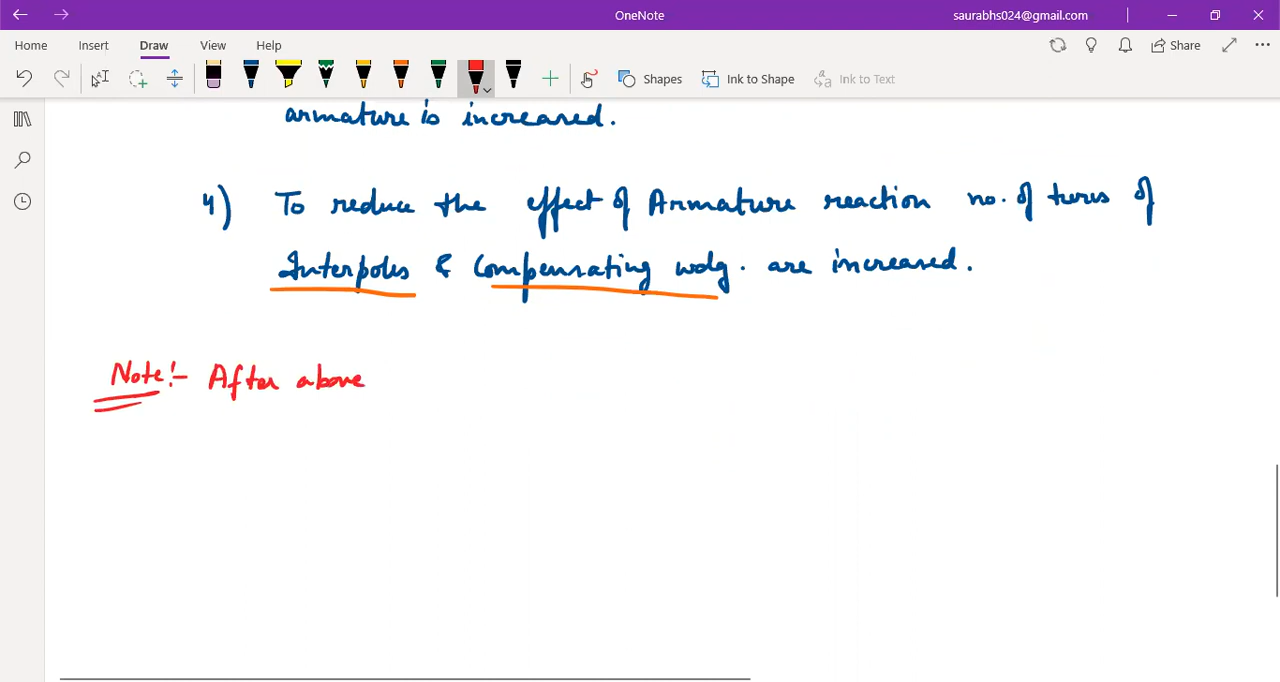 OneNote
saurabhs024@gmail.com
Home Insert Draw View Help
Share
Shapes Ink to Shape Ink to Text
armature is increased.
4) To reduce the effect of Armature reaction no. of turns of
Interpoles & Compensating wdg. are increased.
Note:- After above